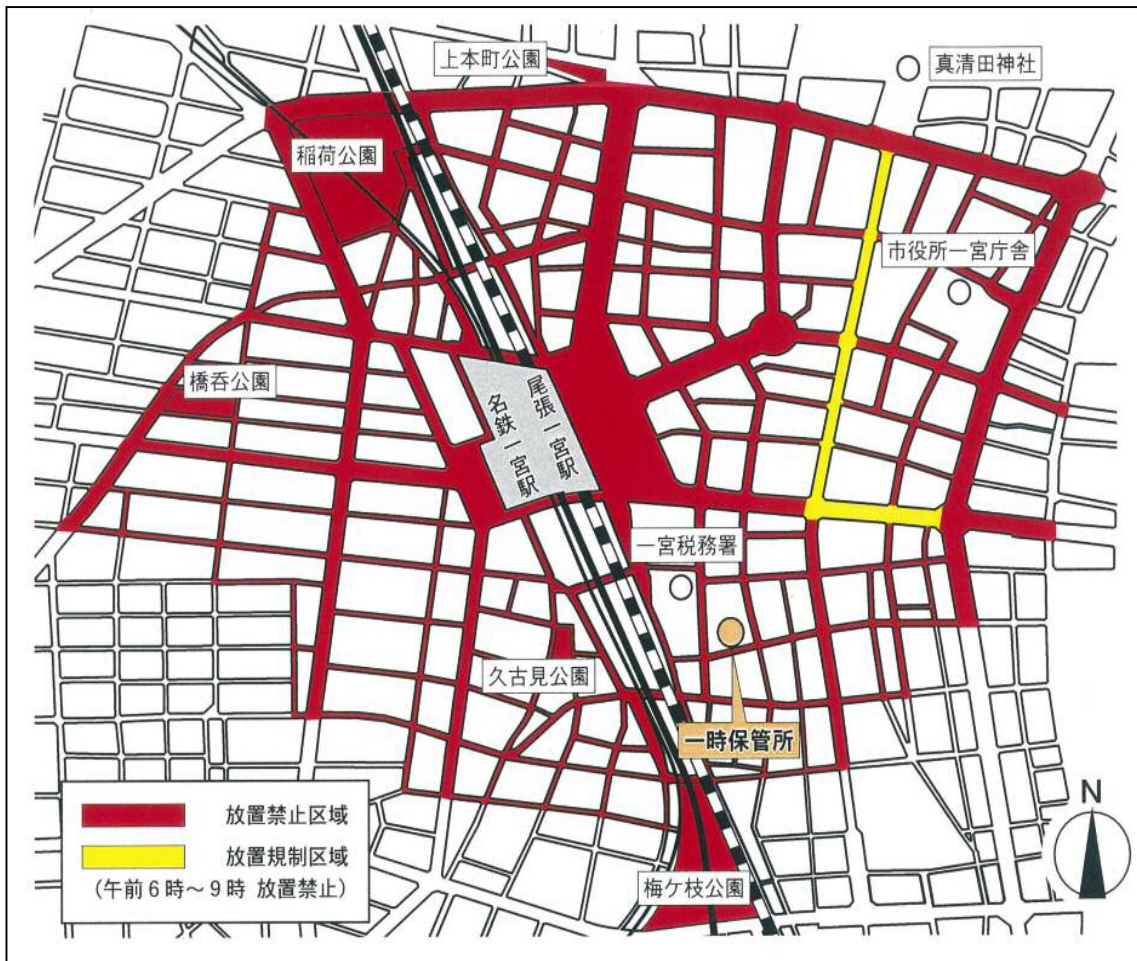 上本町公園
真清田神社
稲荷公園
市役所一宮庁舎
橋呑公園
尾張一宮駅
名鉄一宮駅
一宮税務署
久古見公園
一時保管所
放置禁止区域
放置規制区域
(午前6時～9時 放置禁止)
梅ケ枝公園
N